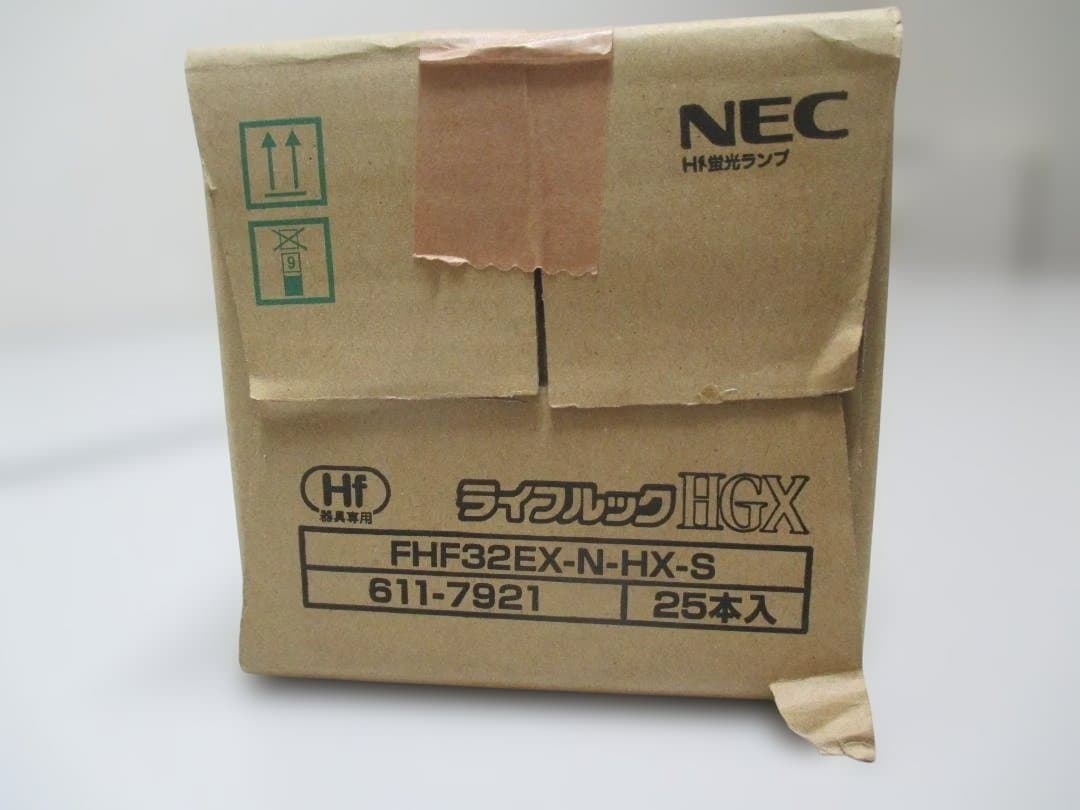 NEC
Hf蛍光ランプ
9
Hf
器具専用
ライフルックHGX
FHF32EX-N-HX-S
611-7921
25本入